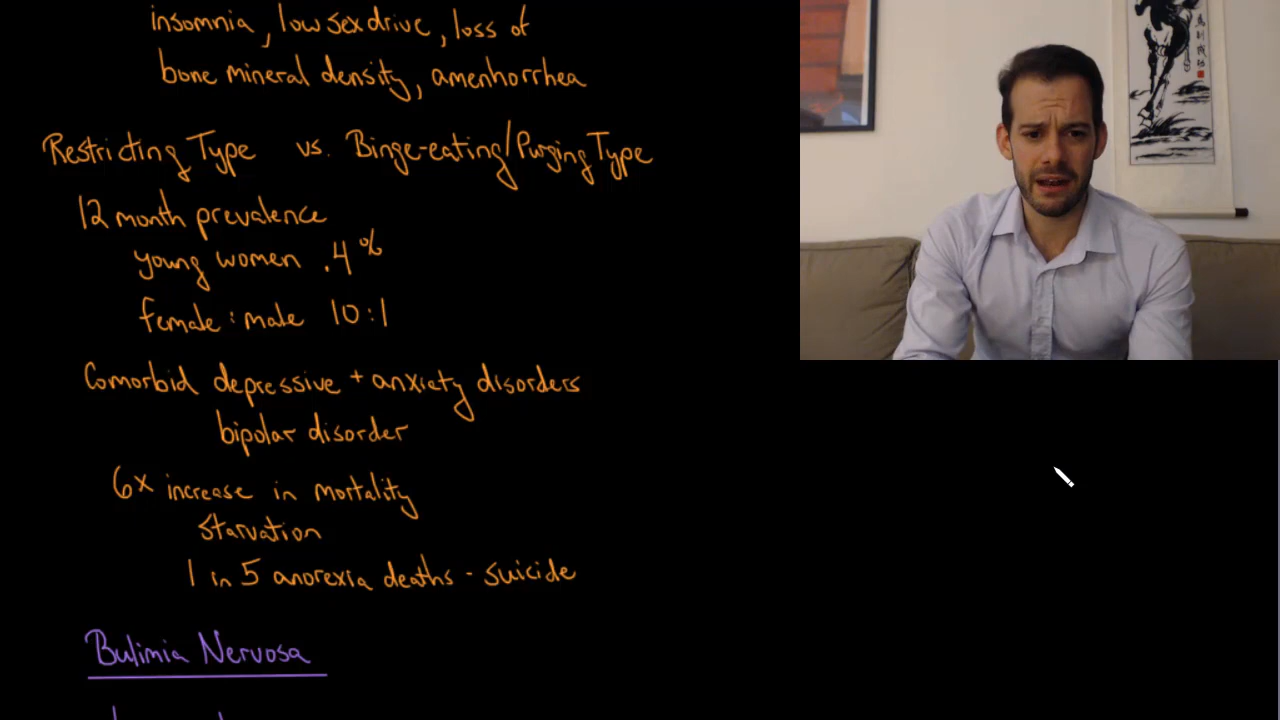 insomnia, low sex drive, loss of
bone mineral density, amenhorrhea
Restricting Type vs. Binge-eating/Purging Type
12 month prevalence
young women .4%
female : male 10:1
Comorbid depressive + anxiety disorders
bipolar disorder
6x increase in mortality
starvation
1 in 5 anorexia deaths - suicide
Bulimia Nervosa